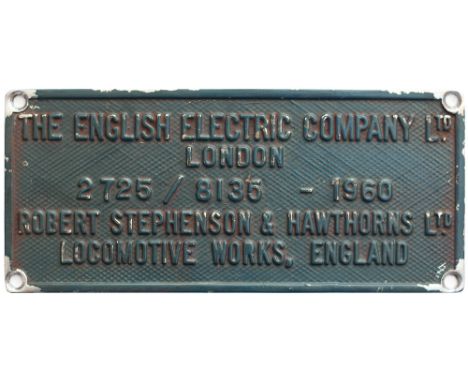 THE ENGLISH ELECTRIC COMPANY LTD
LONDON
2725 / 8135 - 1960
ROBERT STEPHENSON & HAWTHORNS LTD
LOCOMOTIVE WORKS, ENGLAND